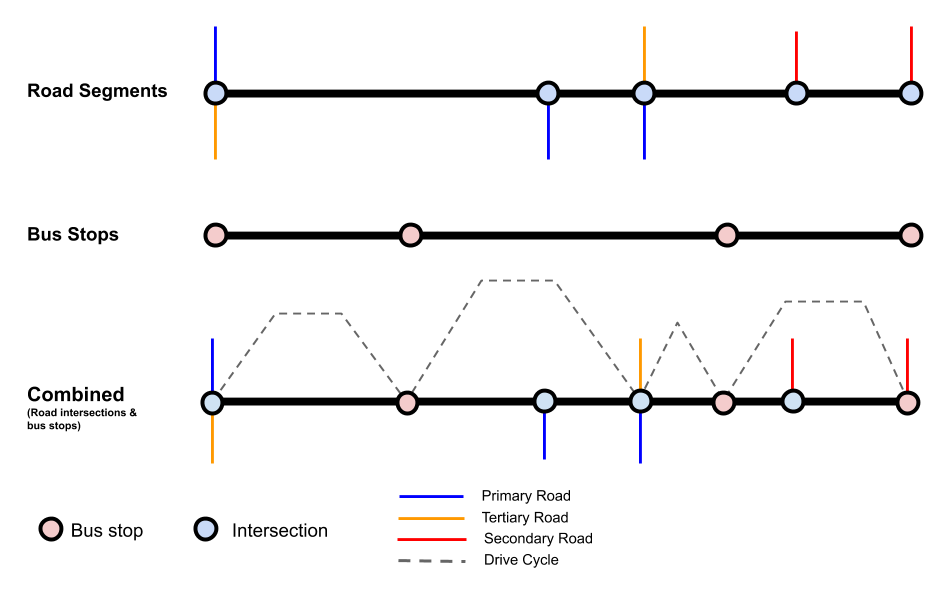 Road Segments
Bus Stops
Combined
(Road intersections &
bus stops)
Bus stop
Intersection
Primary Road
Tertiary Road
Secondary Road
Drive Cycle